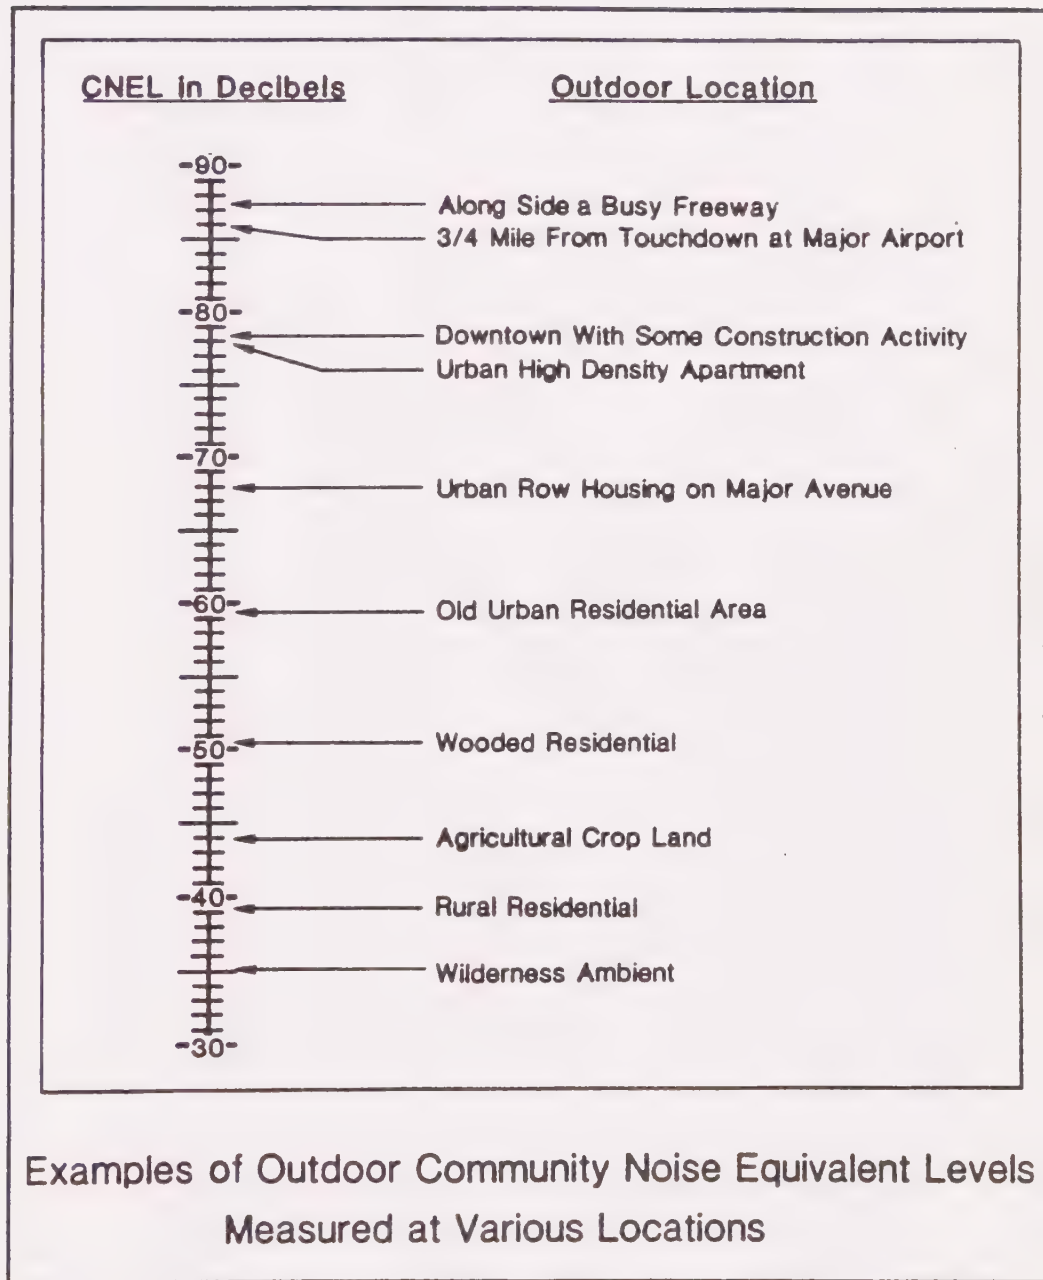 CNEL in Decibels Outdoor Location
-90-
Along Side a Busy Freeway
3/4 Mile From Touchdown at Major Airport
-80-
Downtown With Some Construction Activity
Urban High Density Apartment
-70-
Urban Row Housing on Major Avenue
-60-
Old Urban Residential Area
Wooded Residential
-50-
Agricultural Crop Land
-40-
Rural Residential
Wilderness Ambient
-30-
Examples of Outdoor Community Noise Equivalent Levels
Measured at Various Locations